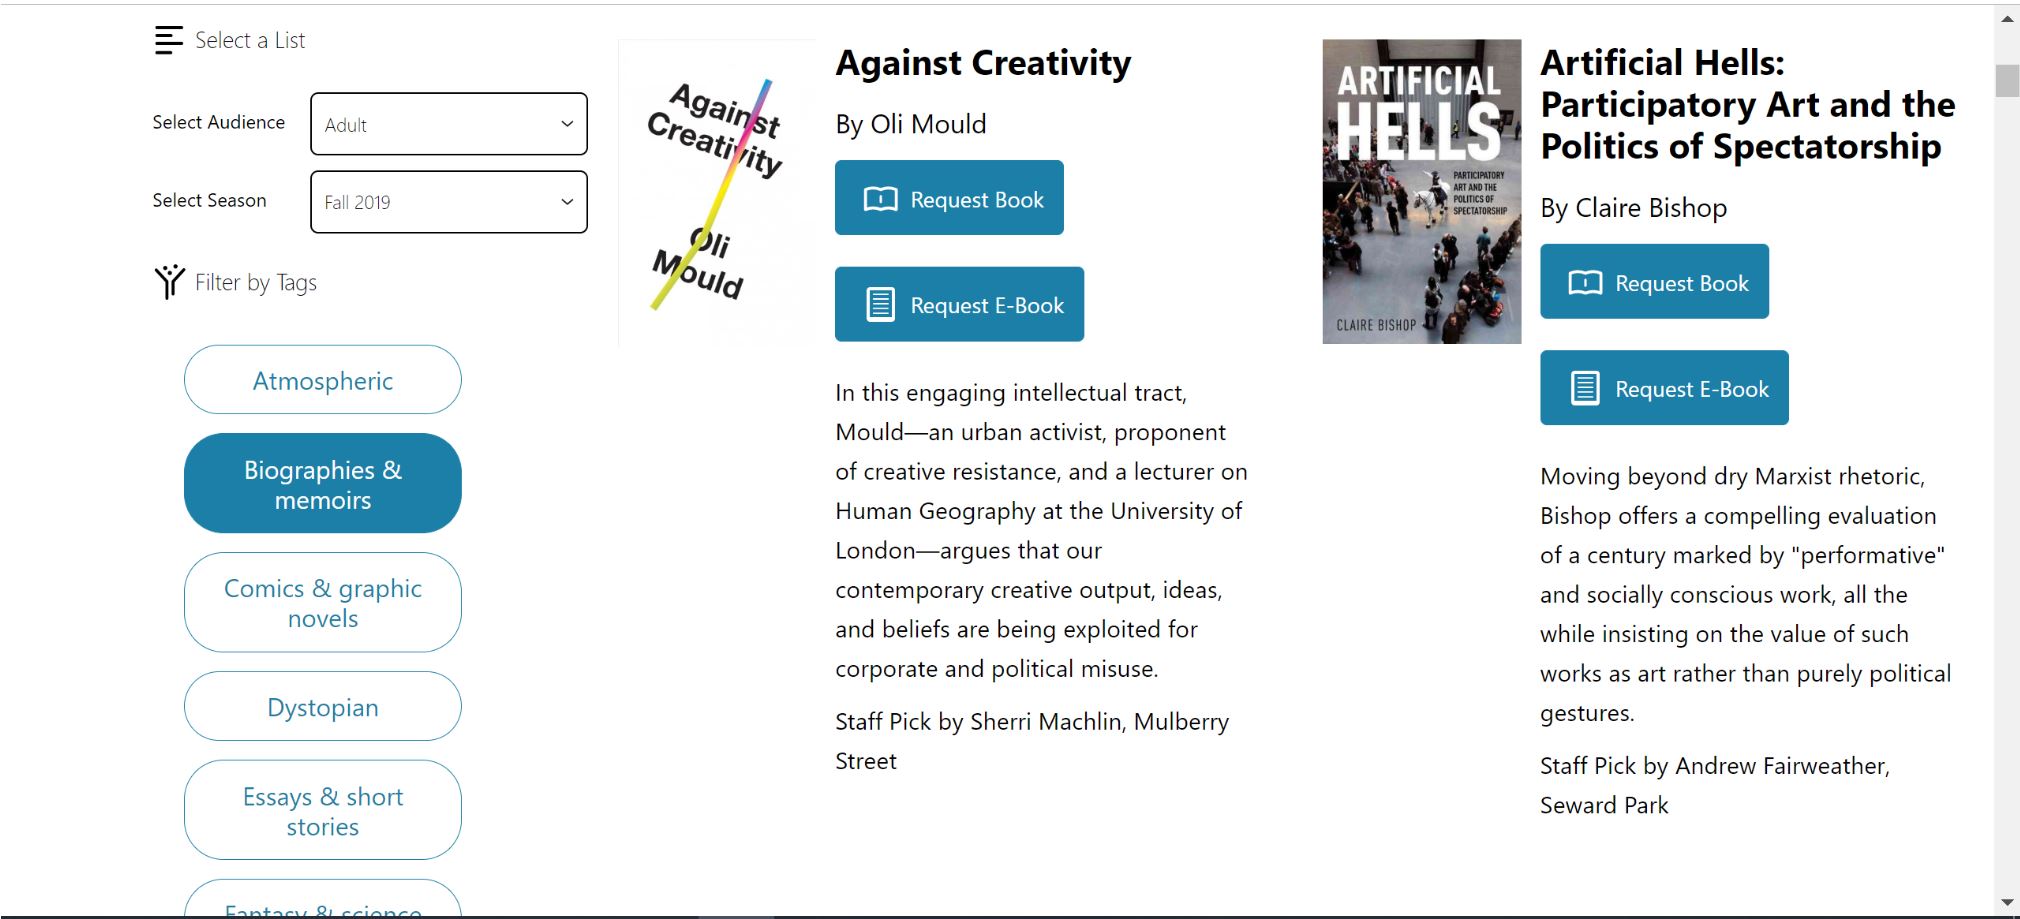 Select a List
Select Audience
Adult
Select Season
Fall 2019
Filter by Tags
Atmospheric
Biographies &
memoirs
Comics & graphic
novels
Dystopian
Essays & short
stories
Fantasy & science
Against
Creativity
Oli
Mould
Against Creativity
By Oli Mould
Request Book
Request E-Book
In this engaging intellectual tract,
Mould—an urban activist, proponent
of creative resistance, and a lecturer on
Human Geography at the University of
London—argues that our
contemporary creative output, ideas,
and beliefs are being exploited for
corporate and political misuse.
Staff Pick by Sherri Machlin, Mulberry
Street
ARTIFICIAL
HELLS
PARTICIPATORY
ART AND THE
POLITICS OF
SPECTATORSHIP
CLAIRE BISHOP
Artificial Hells:
Participatory Art and the
Politics of Spectatorship
By Claire Bishop
Request Book
Request E-Book
Moving beyond dry Marxist rhetoric,
Bishop offers a compelling evaluation
of a century marked by "performative"
and socially conscious work, all the
while insisting on the value of such
works as art rather than purely political
gestures.
Staff Pick by Andrew Fairweather,
Seward Park